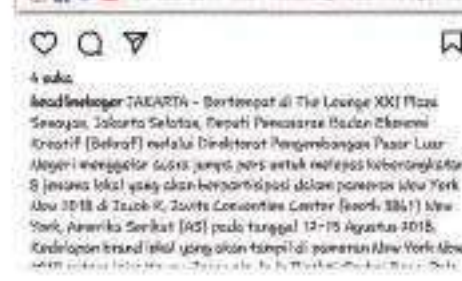 4 suka
headlinebogor JAKARTA - Bertempat di The Lounge XXI Plaza
Senayan, Jakarta Selatan, Deputi Pemasaran Badan Ekonomi
Kreatif (Bekraf) melalui Direktorat Pengembangan Pasar Luar
Negeri menggelar acara jumpa pers untuk melepas keberangkatan
8 jenama lokal yang akan berpartisipasi dalam pameran New York
Now 2018 di Javits Convention Center (booth 3861) New
York, Amerika Serikat (AS) pada tanggal 12-15 Agustus 2018.
Kedelapan brand lokal yang akan tampil di pameran New York Now